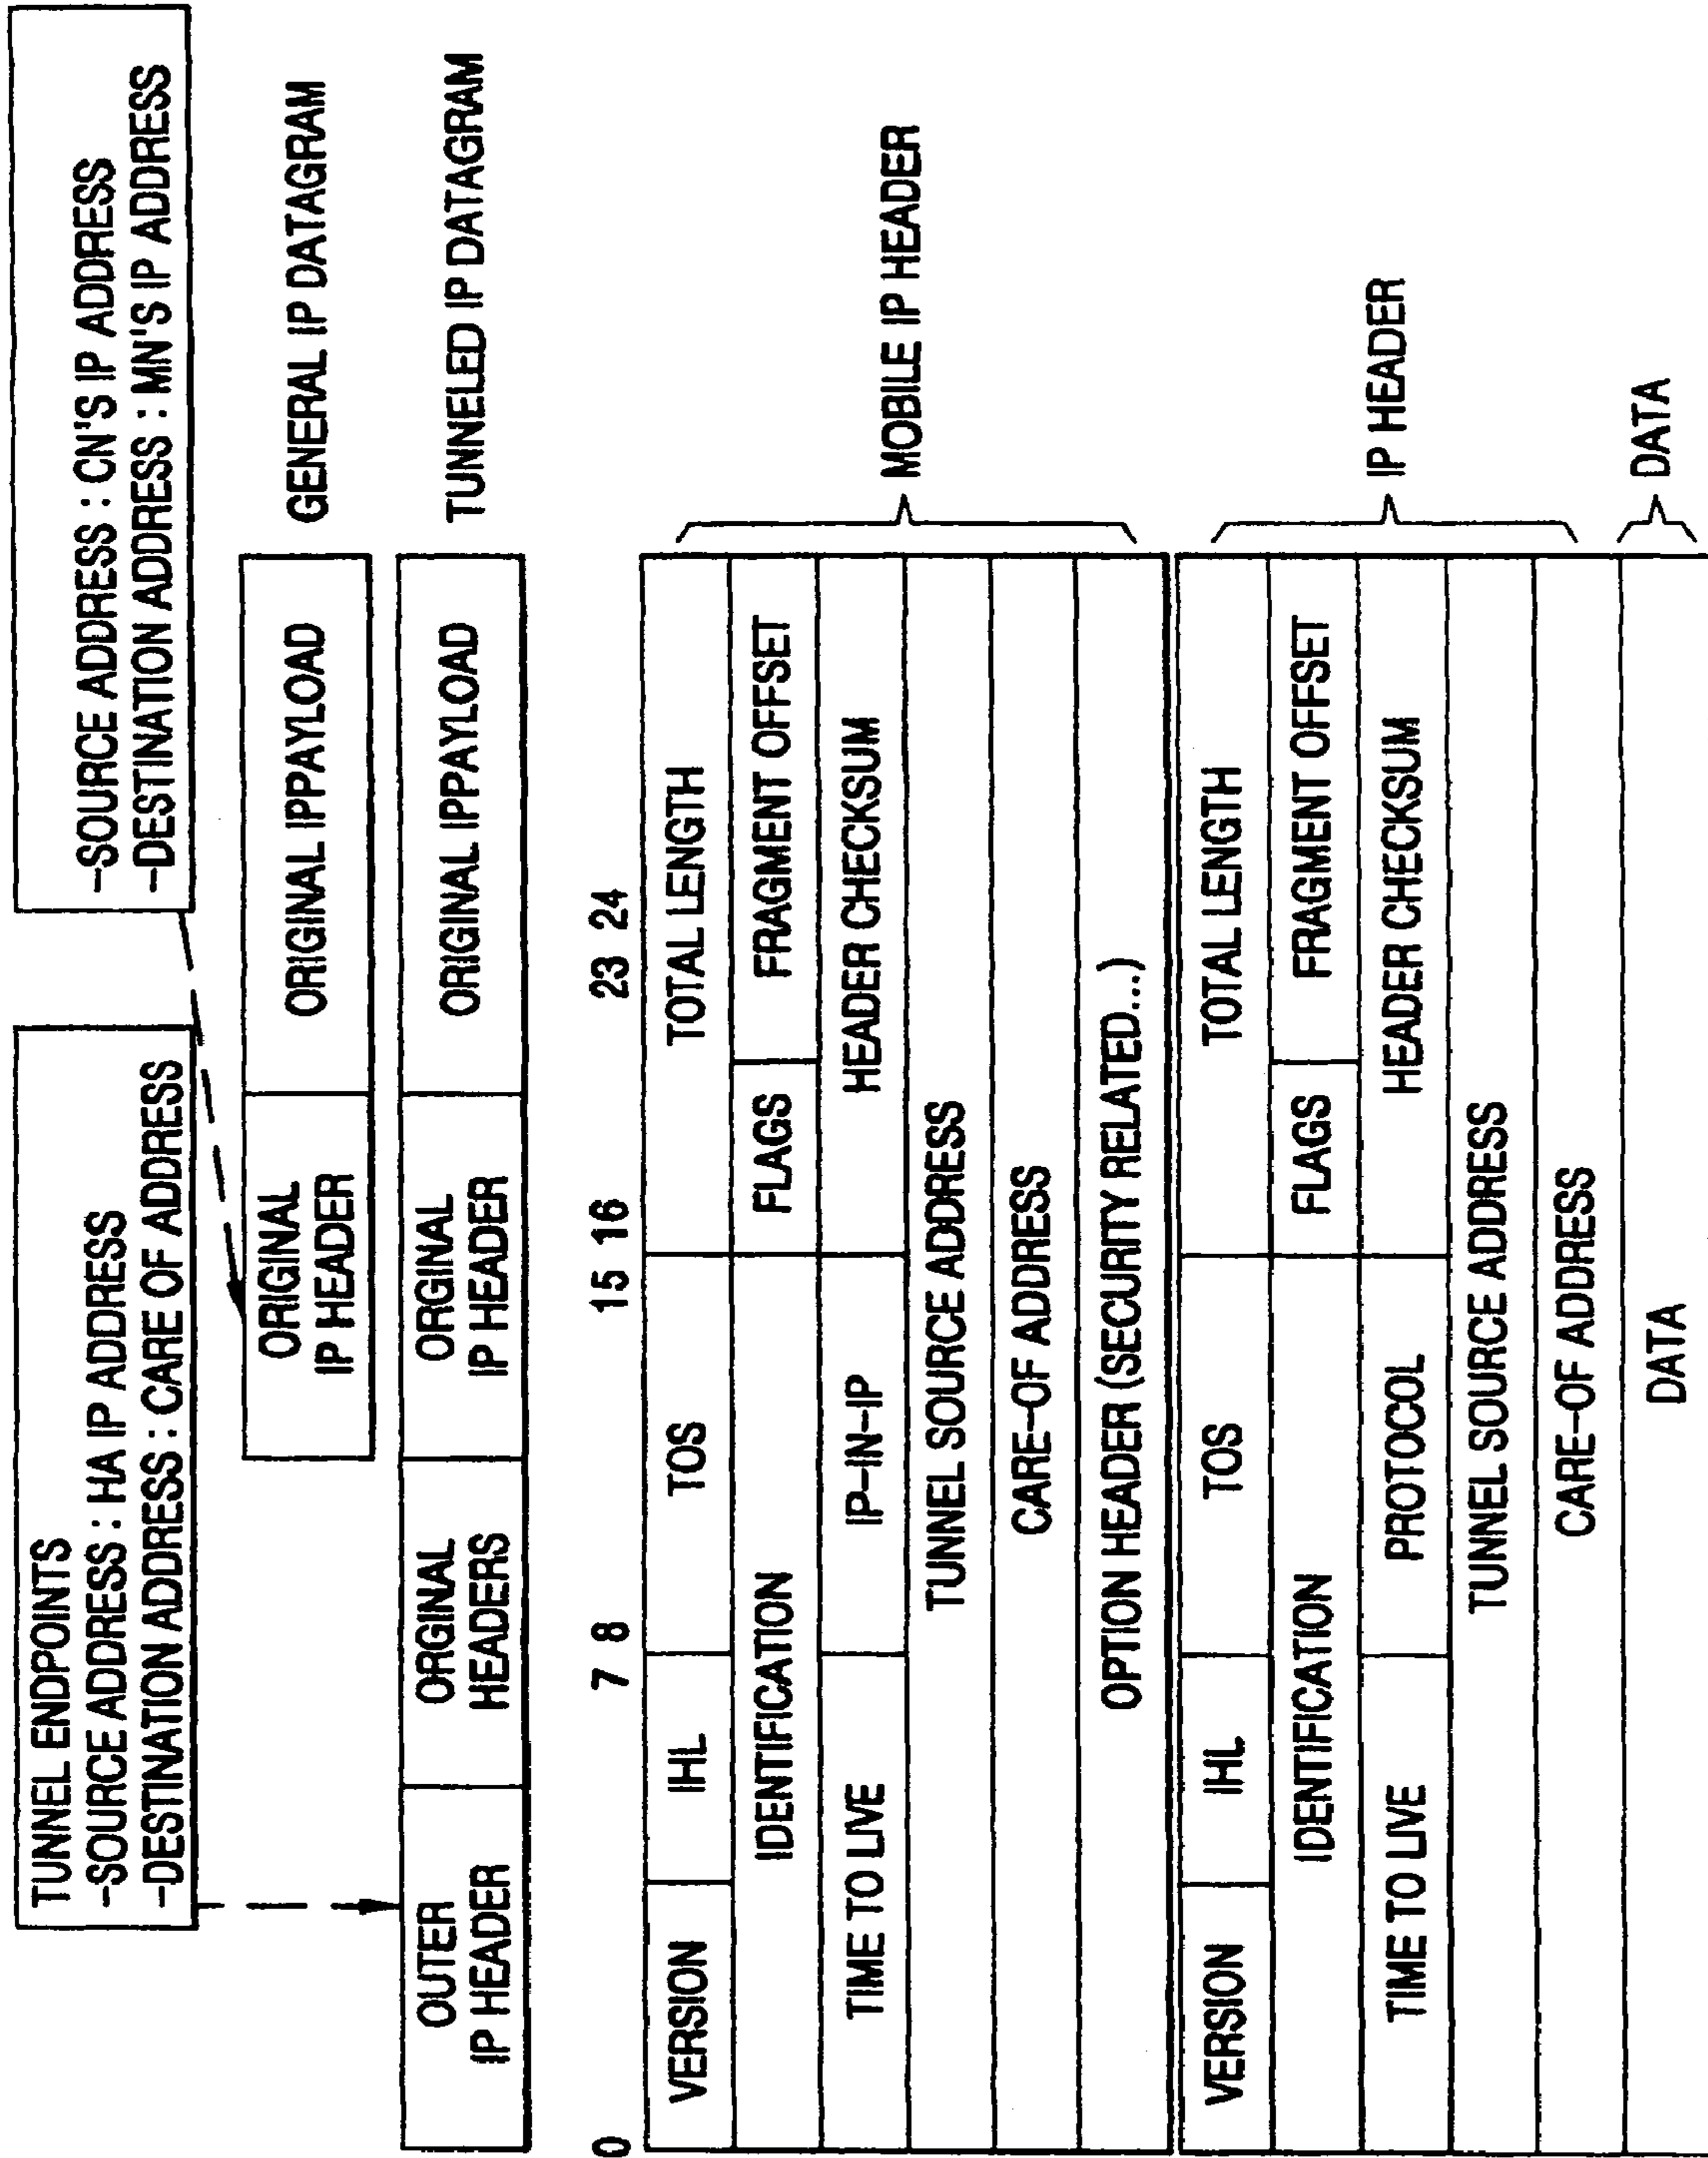 TUNNEL ENDPOINTS
-SOURCE ADDRESS : HA IP ADDRESS
-DESTINATION ADDRESS : CARE OF ADDRESS
-SOURCE ADDRESS : CN'S IP ADDRESS
-DESTINATION ADDRESS : MN'S IP ADDRESS
ORIGINAL
IP HEADER
ORIGINAL IPPAYLOAD
GENERAL IP DATAGRAM
OUTER
IP HEADER
ORGINAL
HEADERS
ORGINAL
IP HEADER
ORIGINAL IPPAYLOAD
TUNNELED IP DATAGRAM
0 7 8 15 16 23 24
VERSION IHL TOS TOTAL LENGTH
IDENTIFICATION FLAGS FRAGMENT OFFSET
TIME TO LIVE IP-IN-IP HEADER CHECKSUM
TUNNEL SOURCE ADDRESS
CARE-OF ADDRESS
OPTION HEADER (SECURITY RELATED...)
MOBILE IP HEADER
VERSION IHL TOS TOTAL LENGTH
IDENTIFICATION FLAGS FRAGMENT OFFSET
TIME TO LIVE PROTOCOL HEADER CHECKSUM
TUNNEL SOURCE ADDRESS
CARE-OF ADDRESS
IP HEADER
DATA
DATA